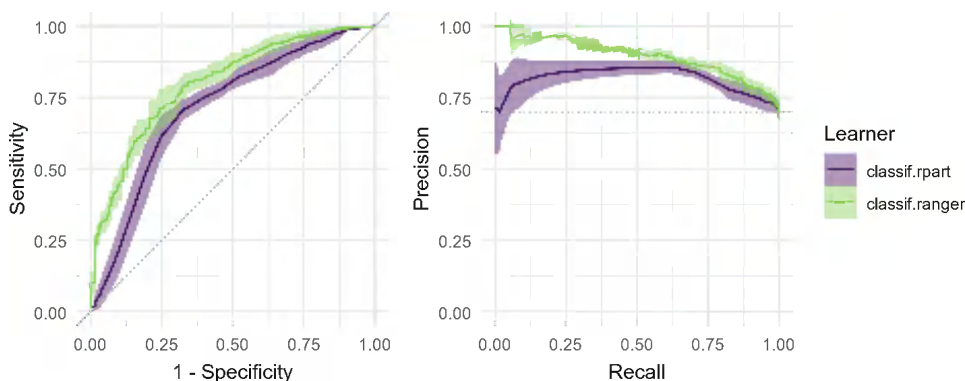 1.00
0.75
0.50
0.25
0.00
Sensitivity
0.00 0.25 0.50 0.75 1.00
1 - Specificity
1.00
0.75
0.50
0.25
0.00
Precision
0.00 0.25 0.50 0.75 1.00
Recall
Learner
classif.rpart
classif.ranger